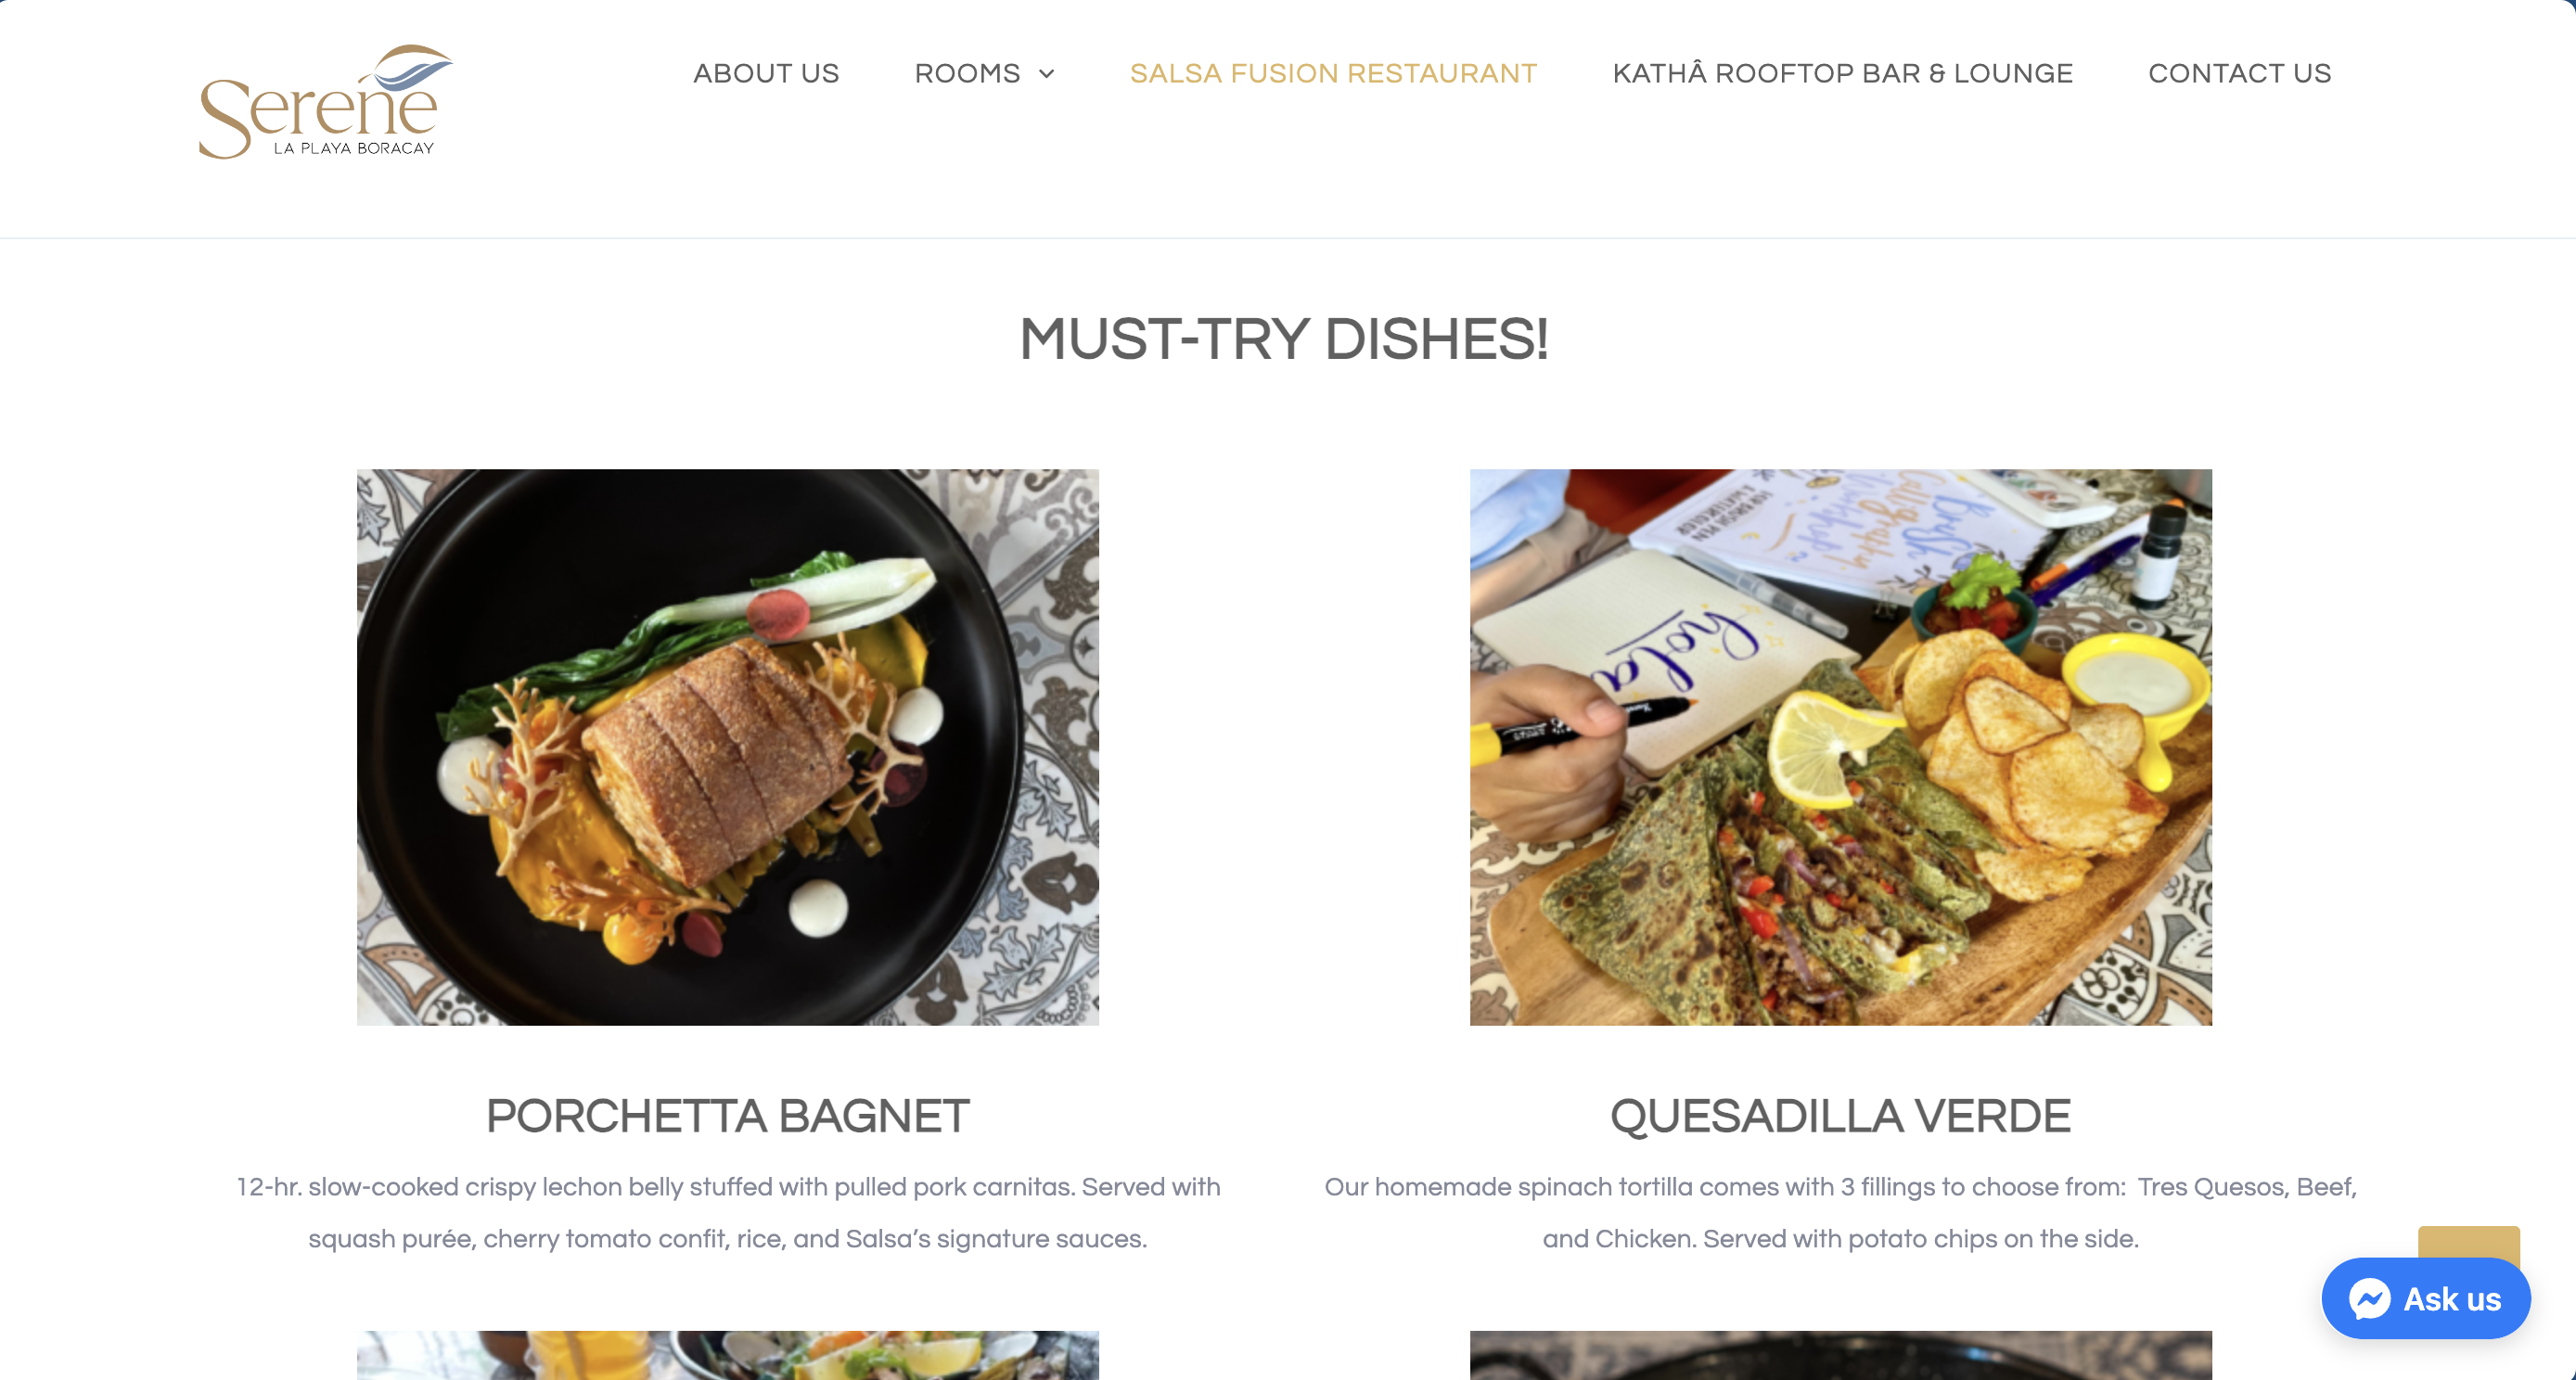 Serene
LA PLAYA BORACAY
ABOUT US
ROOMS
SALSA FUSION RESTAURANT
KATHÂ ROOFTOP BAR & LOUNGE
CONTACT US
MUST-TRY DISHES!
Brush
Calligraphy
Workshop
hola
PORCHETTA BAGNET
12-hr. slow-cooked crispy lechon belly stuffed with pulled pork carnitas. Served with
squash purée, cherry tomato confit, rice, and Salsa’s signature sauces.
QUESADILLA VERDE
Our homemade spinach tortilla comes with 3 fillings to choose from:  Tres Quesos, Beef,
and Chicken. Served with potato chips on the side.
Ask us